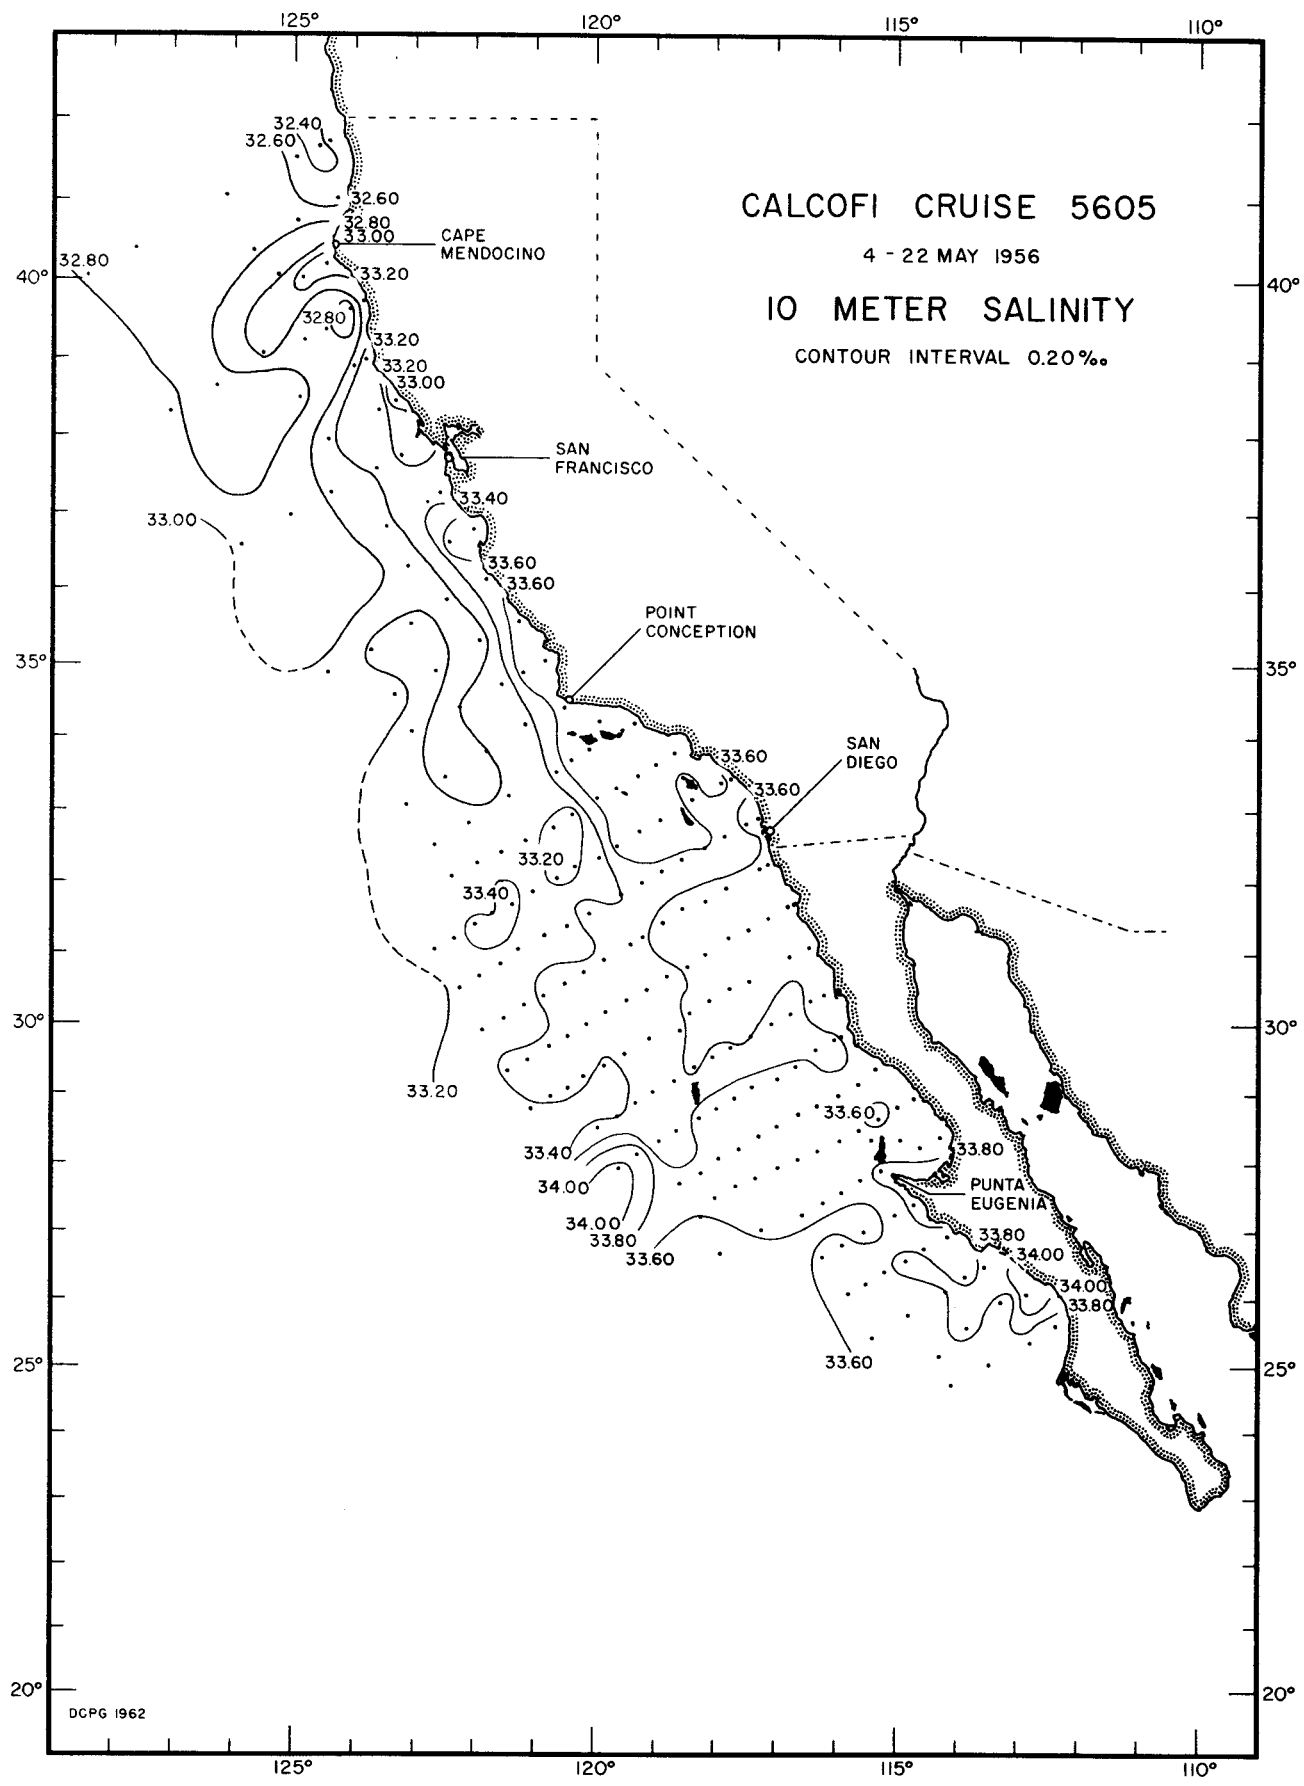 125° 120° 115° 110°
32.40
32.60
32.60
32.80
33.00
CAPE
MENDOCINO
CALCOFI CRUISE 5605
4 - 22 MAY 1956
10 METER SALINITY
CONTOUR INTERVAL 0.20‰
32.80
40° 40°
33.20
32.80
33.20
33.20
33.00
SAN
FRANCISCO
33.40
33.00
33.60
33.60
POINT
CONCEPTION
35° 35°
SAN
DIEGO
33.60
33.60
33.20
33.40
30° 30°
33.20
33.60
33.40
33.80
34.00
PUNTA
EUGENIA
34.00
33.80
33.60
33.80
34.00
34.00
33.80
33.60
25° 25°
20° 20°
DCPG 1962
125° 120° 115° 110°